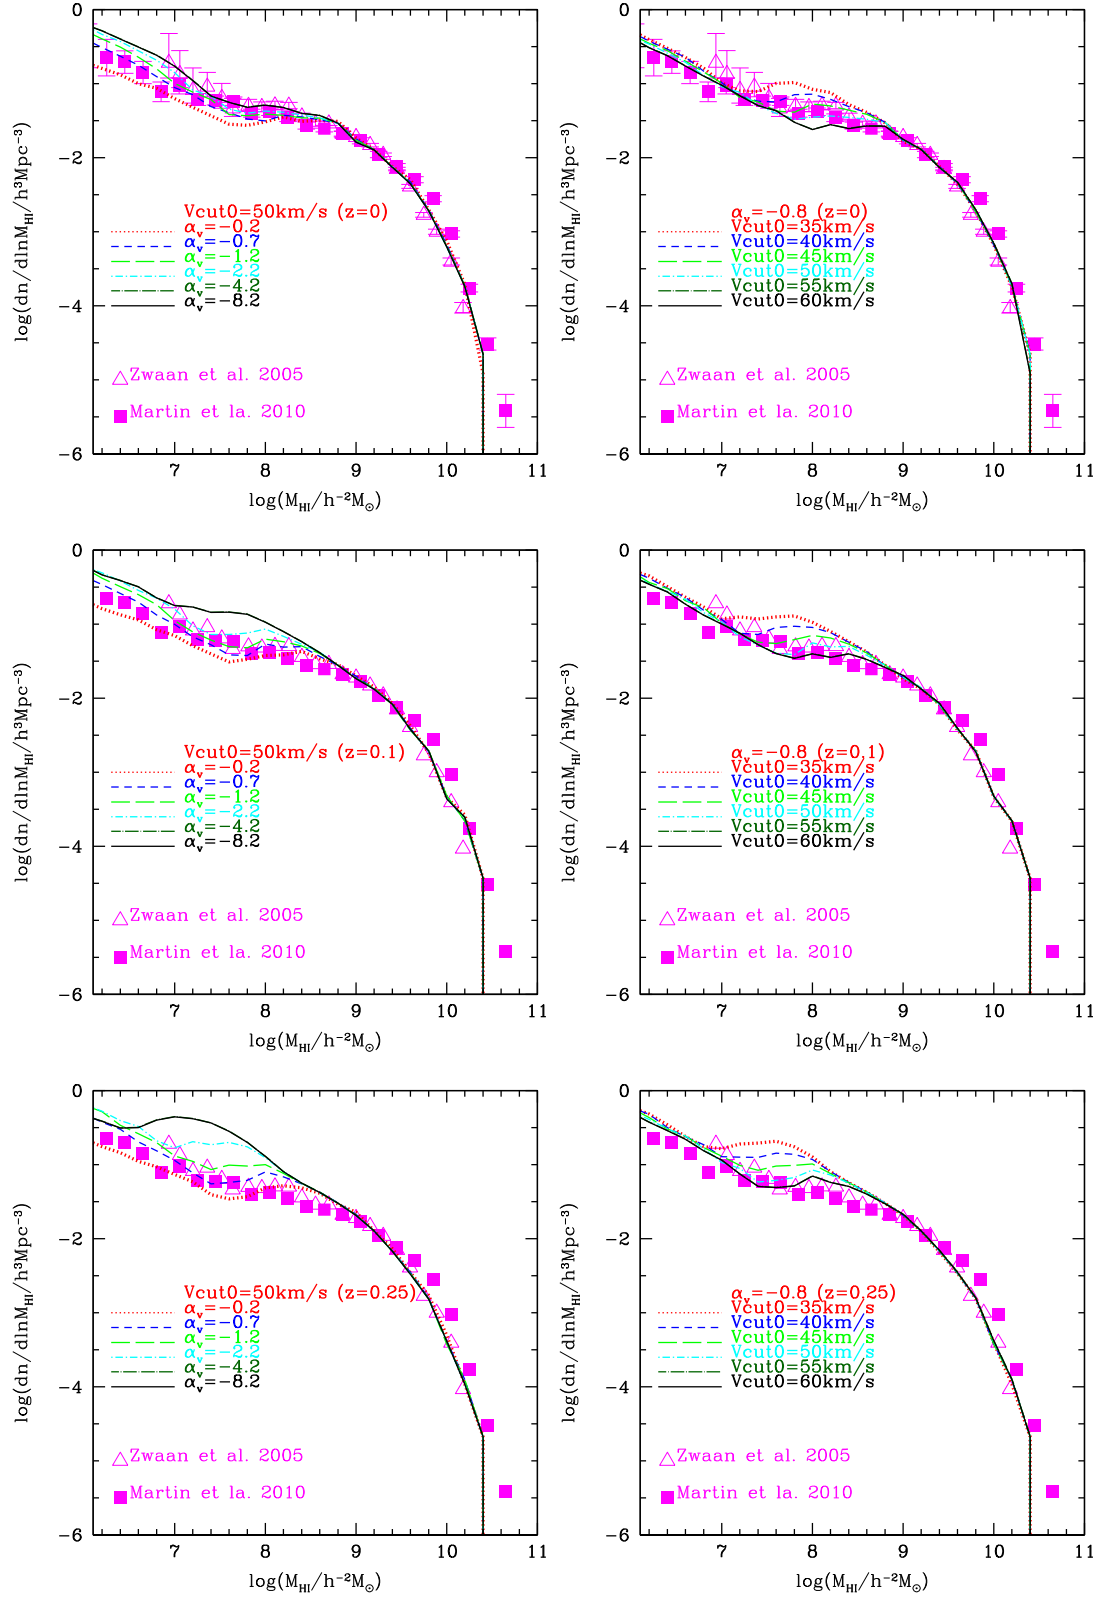 0
−2
−4
−6
7 8 9 10 11
log(dn/dlnM_HI/h³Mpc⁻³)
log(M_HI/h⁻²M_⊙)
Vcut0=50km/s (z=0)
α_v=−0.2
α_v=−0.7
α_v=−1.2
α_v=−2.2
α_v=−4.2
α_v=−8.2
Zwaan et al. 2005
Martin et la. 2010
0
−2
−4
−6
7 8 9 10 11
log(dn/dlnM_HI/h³Mpc⁻³)
log(M_HI/h⁻²M_⊙)
α_v=−0.8 (z=0)
Vcut0=35km/s
Vcut0=40km/s
Vcut0=45km/s
Vcut0=50km/s
Vcut0=55km/s
Vcut0=60km/s
Zwaan et al. 2005
Martin et la. 2010
0
−2
−4
−6
7 8 9 10 11
log(dn/dlnM_HI/h³Mpc⁻³)
log(M_HI/h⁻²M_⊙)
Vcut0=50km/s (z=0.1)
α_v=−0.2
α_v=−0.7
α_v=−1.2
α_v=−2.2
α_v=−4.2
α_v=−8.2
Zwaan et al. 2005
Martin et la. 2010
0
−2
−4
−6
7 8 9 10 11
log(dn/dlnM_HI/h³Mpc⁻³)
log(M_HI/h⁻²M_⊙)
α_v=−0.8 (z=0.1)
Vcut0=35km/s
Vcut0=40km/s
Vcut0=45km/s
Vcut0=50km/s
Vcut0=55km/s
Vcut0=60km/s
Zwaan et al. 2005
Martin et la. 2010
0
−2
−4
−6
7 8 9 10 11
log(dn/dlnM_HI/h³Mpc⁻³)
log(M_HI/h⁻²M_⊙)
Vcut0=50km/s (z=0.25)
α_v=−0.2
α_v=−0.7
α_v=−1.2
α_v=−2.2
α_v=−4.2
α_v=−8.2
Zwaan et al. 2005
Martin et la. 2010
0
−2
−4
−6
7 8 9 10 11
log(dn/dlnM_HI/h³Mpc⁻³)
log(M_HI/h⁻²M_⊙)
α_v=−0.8 (z=0.25)
Vcut0=35km/s
Vcut0=40km/s
Vcut0=45km/s
Vcut0=50km/s
Vcut0=55km/s
Vcut0=60km/s
Zwaan et al. 2005
Martin et la. 2010